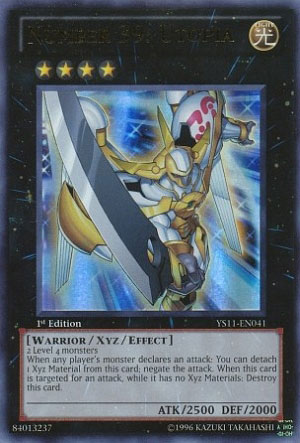 NUMBER 39: UTOPIA
LIGHT
光
1st Edition
YS11-EN041
[WARRIOR / XYZ / EFFECT]
2 Level 4 monsters
When any player's monster declares an attack: You can detach
1 Xyz Material from this card; negate the attack. When this card
is targeted for an attack, while it has no Xyz Materials: Destroy
this card.
ATK/2500 DEF/2000
84013237
©1996 KAZUKI TAKAHASHI